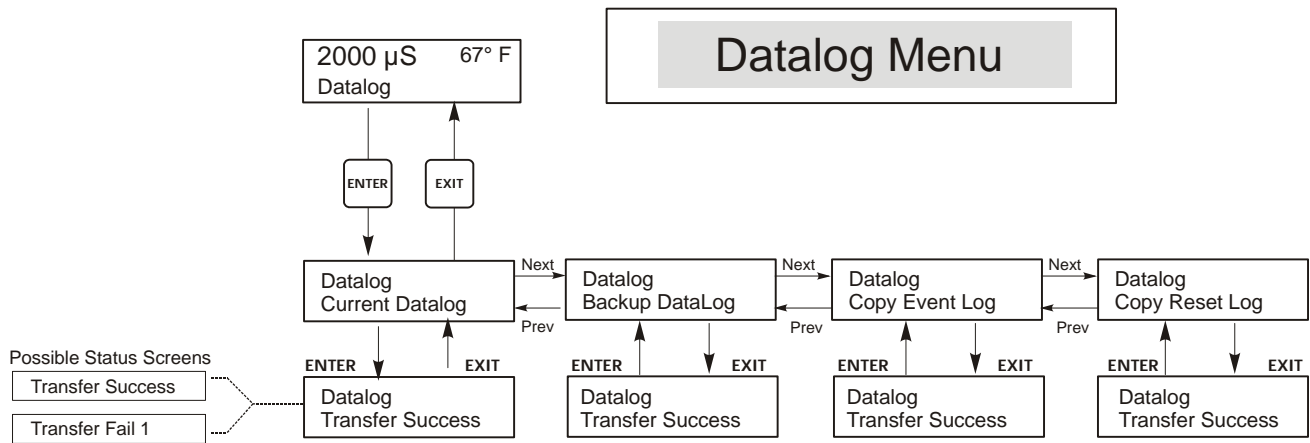 Datalog Menu
2000 µS 67° F
Datalog
ENTER EXIT
Datalog
Current Datalog
Next
Prev
Datalog
Backup DataLog
Next
Prev
Datalog
Copy Event Log
Next
Prev
Datalog
Copy Reset Log
Possible Status Screens
Transfer Success
Transfer Fail 1
ENTER EXIT
Datalog
Transfer Success
ENTER EXIT
Datalog
Transfer Success
ENTER EXIT
Datalog
Transfer Success
ENTER EXIT
Datalog
Transfer Success